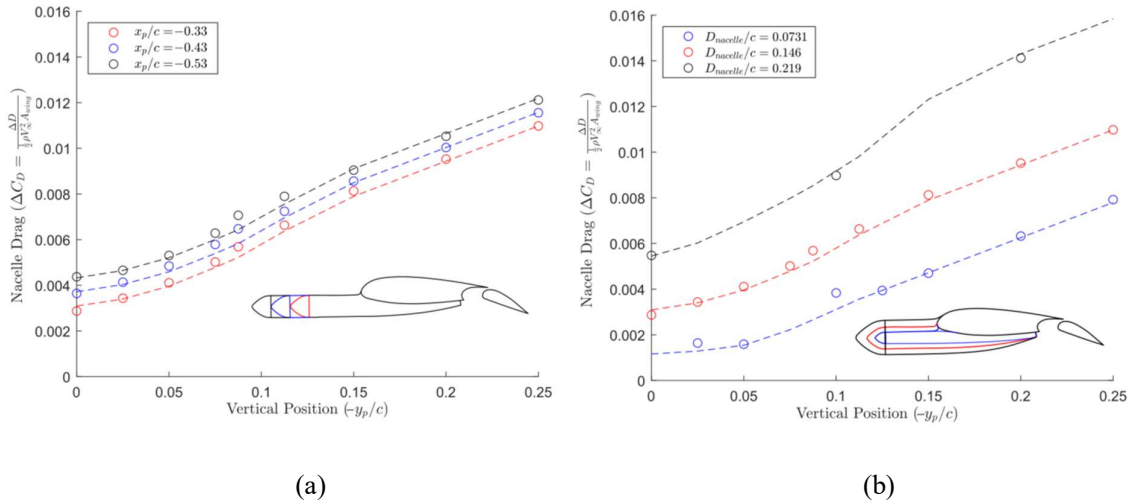 0.016
0.014
0.012
0.01
0.008
0.006
0.004
0.002
0
x_p/c = −0.33
x_p/c = −0.43
x_p/c = −0.53
Nacelle Drag (ΔC_D = ΔD / ½ρV²_∞A_wing)
0 0.05 0.1 0.15 0.2 0.25
Vertical Position (−y_p/c)
(a)
0.016
0.014
0.012
0.01
0.008
0.006
0.004
0.002
0
D_nacelle/c = 0.0731
D_nacelle/c = 0.146
D_nacelle/c = 0.219
Nacelle Drag (ΔC_D = ΔD / ½ρV²_∞A_wing)
0 0.05 0.1 0.15 0.2 0.25
Vertical Position (−y_p/c)
(b)